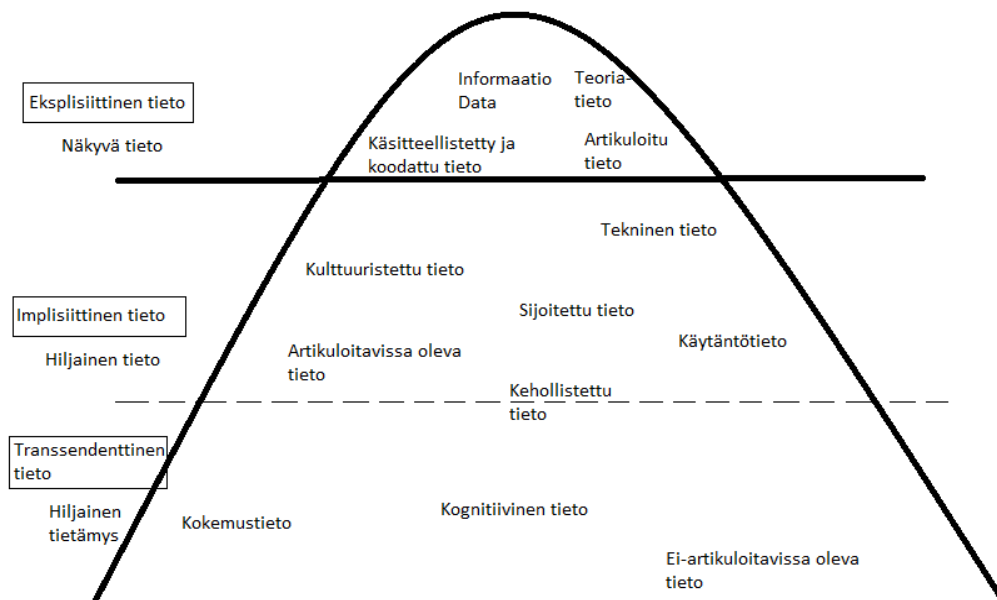 Eksplisiittinen tieto
Näkyvä tieto
Informaatio
Data
Teoria-
tieto
Käsitteellistetty ja
koodattu tieto
Artikuloitu
tieto
Tekninen tieto
Kulttuuristettu tieto
Implisiittinen tieto
Hiljainen tieto
Sijoitettu tieto
Käytäntötieto
Artikuloitavissa oleva
tieto
Kehollistettu
tieto
Transsendenttinen
tieto
Hiljainen
tietämys
Kokemustieto
Kognitiivinen tieto
Ei-artikuloitavissa oleva
tieto